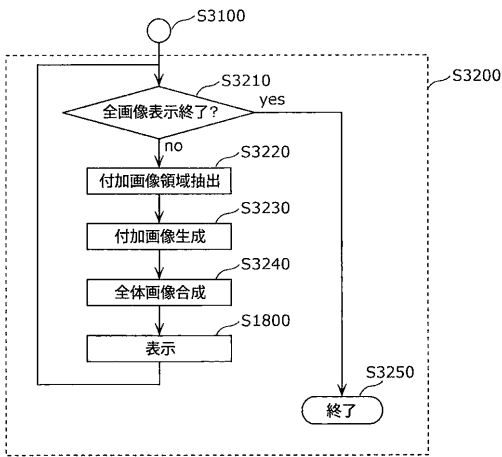 S3100
S3200
S3210
全画像表示終了?
yes
no
S3220
付加画像領域抽出
S3230
付加画像生成
S3240
全体画像合成
S1800
表示
S3250
終了